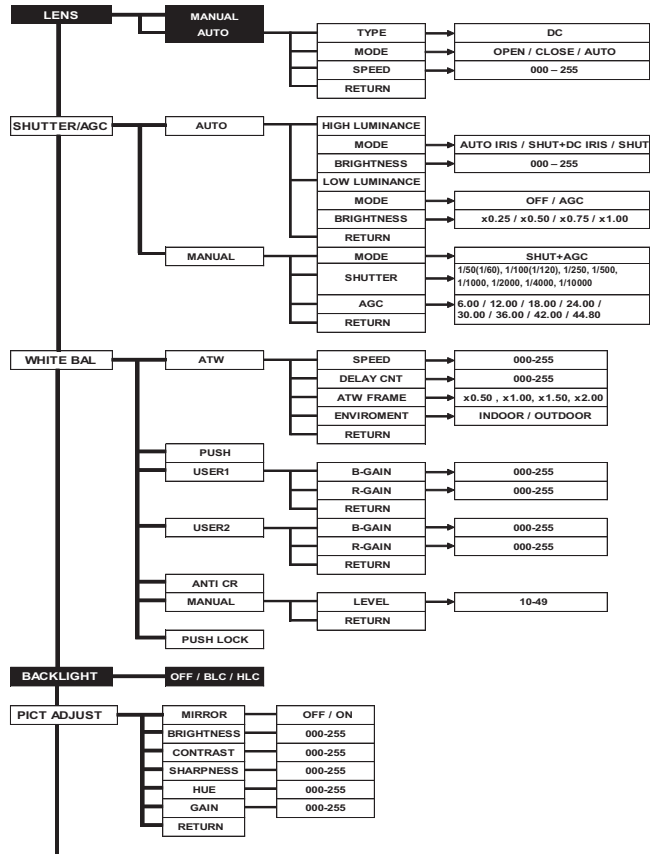 LENS
MANUAL
AUTO
TYPE
DC
MODE
OPEN / CLOSE / AUTO
SPEED
000 – 255
RETURN
SHUTTER/AGC
AUTO
HIGH LUMINANCE
MODE
AUTO IRIS / SHUT+DC IRIS / SHUT
BRIGHTNESS
000 – 255
LOW LUMINANCE
MODE
OFF / AGC
BRIGHTNESS
x0.25 / x0.50 / x0.75 / x1.00
RETURN
MANUAL
MODE
SHUT+AGC
SHUTTER
1/50(1/60), 1/100(1/120), 1/250, 1/500,
1/1000, 1/2000, 1/4000, 1/10000
AGC
6.00 / 12.00 / 18.00 / 24.00 /
30.00 / 36.00 / 42.00 / 44.80
RETURN
WHITE BAL
ATW
SPEED
000-255
DELAY CNT
000-255
ATW FRAME
x0.50 , x1.00, x1.50, x2.00
ENVIROMENT
INDOOR / OUTDOOR
RETURN
PUSH
USER1
B-GAIN
000-255
R-GAIN
000-255
RETURN
USER2
B-GAIN
000-255
R-GAIN
000-255
RETURN
ANTI CR
MANUAL
LEVEL
10-49
RETURN
PUSH LOCK
BACKLIGHT
OFF / BLC / HLC
PICT ADJUST
MIRROR
OFF / ON
BRIGHTNESS
000-255
CONTRAST
000-255
SHARPNESS
000-255
HUE
000-255
GAIN
000-255
RETURN